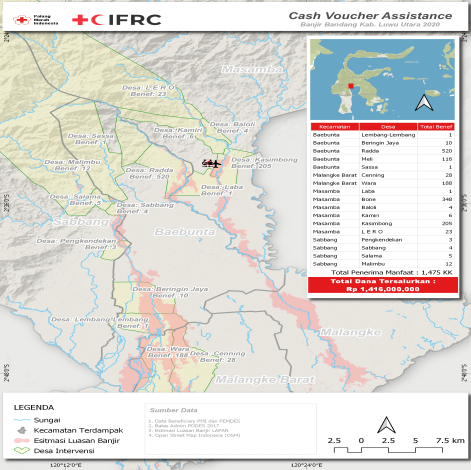 Palang
Merah
Indonesia
IFRC
Cash Voucher Assistance
Banjir Bandang Kab. Luwu Utara 2020
Masamba
Desa: L E R O
Benef: 23
Desa: Baloli
Benef: 4
Desa: Kamiri
Benef: 6
Desa: Sassa
Benef: 1
Desa: Kasimbong
Benef: 205
Desa: Malimbu
Benef: 12
Desa: Radda
Benef: 520
Desa: Laba
Benef: 1
Desa: Salama
Benef: 5
Desa: Sabbang
Benef: 4
Sabbang
Baebunta
Desa: Pengkendekan
Benef: 3
Desa: Beringin Jaya
Benef: 10
Desa: Lembang Lembang
Benef: 1
Malangke
Desa: Wara
Benef: 188
Desa: Cenning
Benef: 28
Malangke Barat
Kecamatan Desa Total Benef
Baebunta Lembang-Lembang 1
Baebunta Beringin Jaya 10
Baebunta Radda 520
Baebunta Meli 116
Baebunta Sassa 1
Malangke Barat Cenning 28
Malangke Barat Wara 188
Masamba Laba 1
Masamba Bone 348
Masamba Baloli 4
Masamba Kamiri 6
Masamba Kasimbong 205
Masamba L E R O 23
Sabbang Pengkendekan 3
Sabbang Sabbang 4
Sabbang Salama 5
Sabbang Malimbu 12
Total Penerima Manfaat : 1,475 KK
Total Dana Tersalurkan :
Rp 1,416,000,000
LEGENDA
Sungai
Kecamatan Terdampak
Esitmasi Luasan Banjir
Desa Intervensi
Sumber Data
1. Data Beneficiary PMI dan PEMDES
2. Batas Admin PODES 2017
3. Estimasi Luasan Banjir LAPAN
4. Open Street Map Indonesia (OSM)
2.5 0 2.5 5 7.5 km
120°12'0"E 120°24'0"E